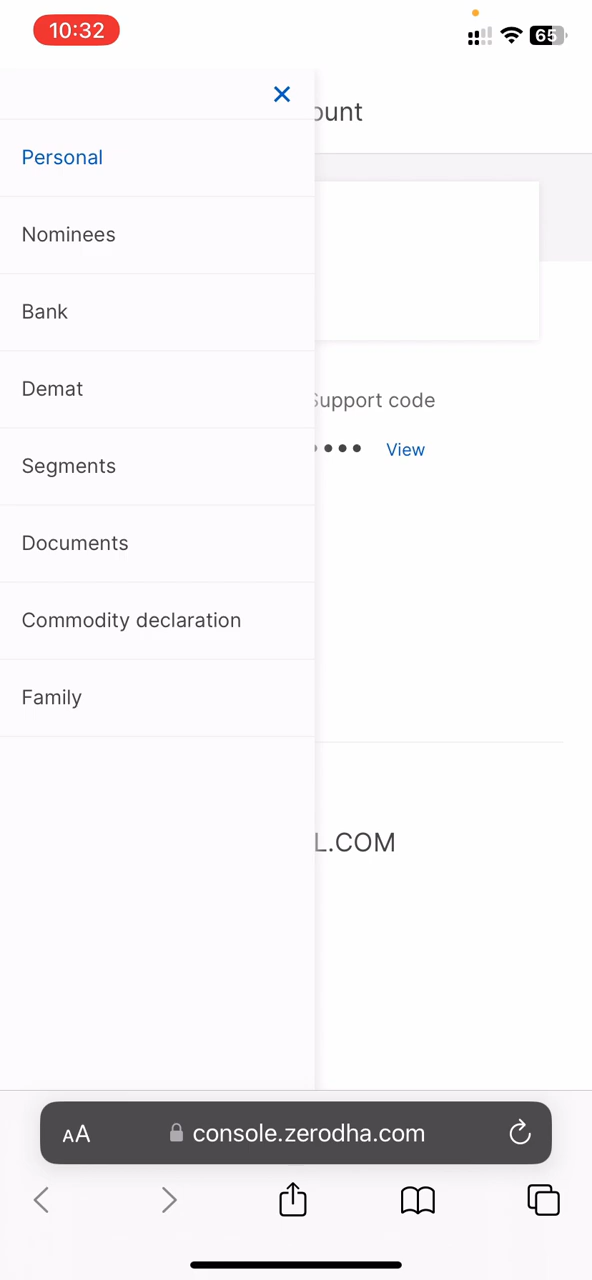 10:32
65
ount
Personal
Nominees
Bank
Demat
Support code
View
Segments
Documents
Commodity declaration
Family
L.COM
AA
console.zerodha.com